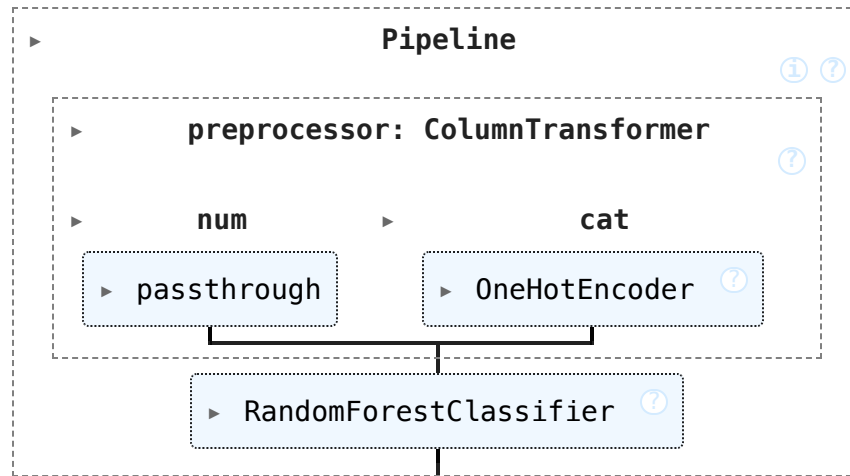 ▸ Pipeline
i ?
▸ preprocessor: ColumnTransformer
?
▸ num ▸ cat
▸ passthrough ▸ OneHotEncoder ?
▸ RandomForestClassifier ?